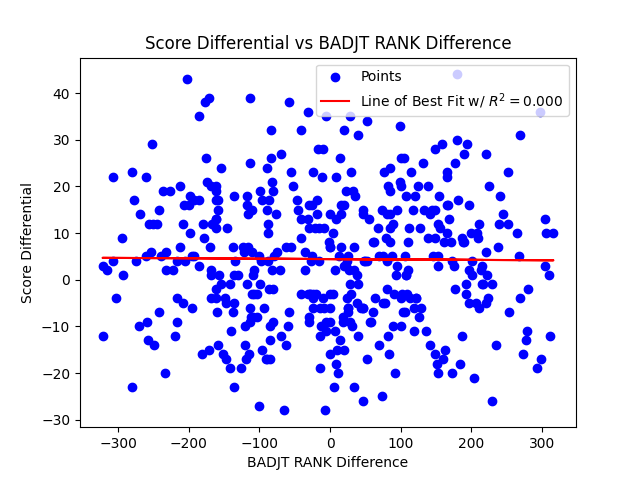 Score Differential vs BADJT RANK Difference
Points
Line of Best Fit w/ R² = 0.000
Score Differential
40
30
20
10
0
−10
−20
−30
−300 −200 −100 0 100 200 300
BADJT RANK Difference